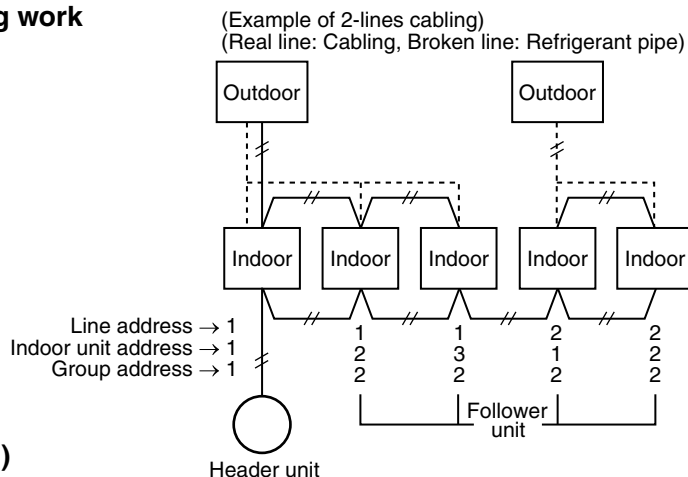 g work
(Example of 2-lines cabling)
(Real line: Cabling, Broken line: Refrigerant pipe)
Outdoor Outdoor
Indoor Indoor Indoor Indoor Indoor
Line address → 1 1 1 2 2
Indoor unit address → 1 2 3 1 2
Group address → 1 2 2 2 2
Follower
unit
)
Header unit